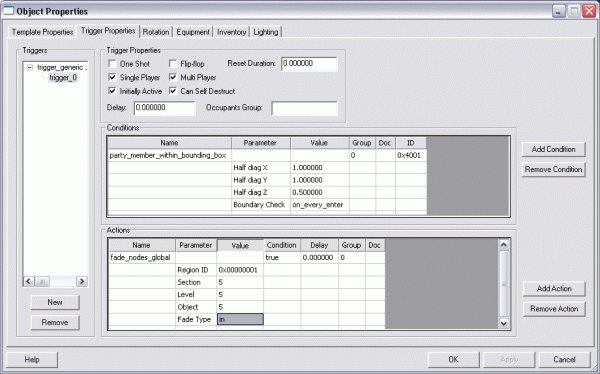 Object Properties
Template Properties Trigger Properties Rotation Equipment Inventory Lighting
Triggers
trigger_generic
trigger_0
New
Remove
Trigger Properties
One Shot Flip-flop Reset Duration: 0.000000
Single Player Multi Player
Initially Active Can Self Destruct
Delay: 0.000000 Occupants Group:
Conditions
Name Parameter Value Group Doc ID
party_member_within_bounding_box 0 0x4001
Half diag X 1.000000
Half diag Y 1.000000
Half diag Z 0.500000
Boundary Check on_every_enter
Add Condition
Remove Condition
Actions
Name Parameter Value Condition Delay Group Doc
fade_nodes_global true 0.000000 0
Region ID 0x00000001
Section 5
Level 5
Object 5
Fade Type in
Add Action
Remove Action
Help OK Apply Cancel